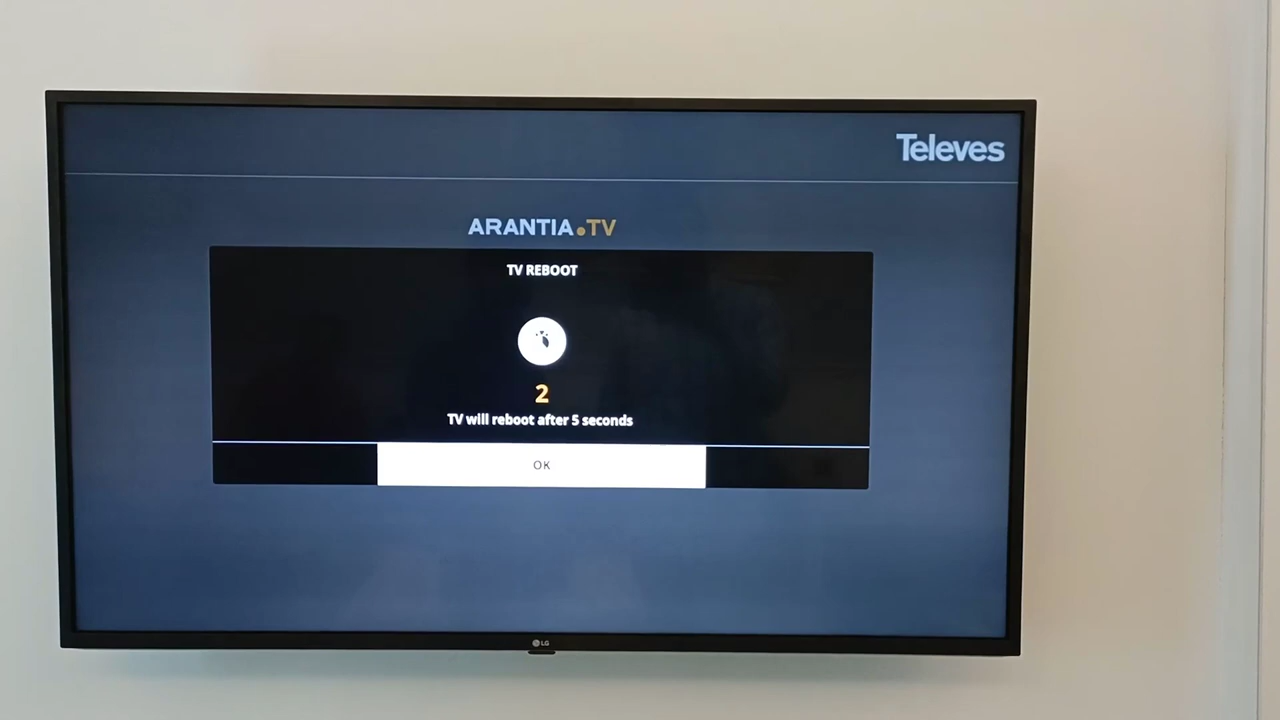 Televes
ARANTIA.TV
TV REBOOT
2
TV will reboot after 5 seconds
OK
LG